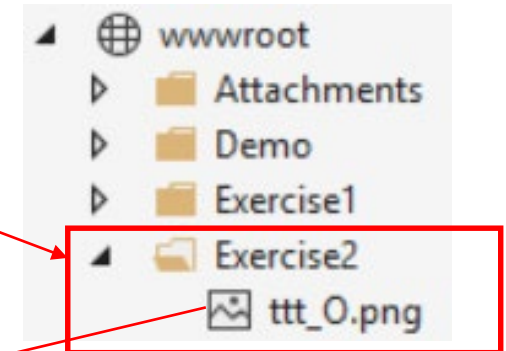 wwwroot
Attachments
Demo
Exercise1
Exercise2
ttt_O.png